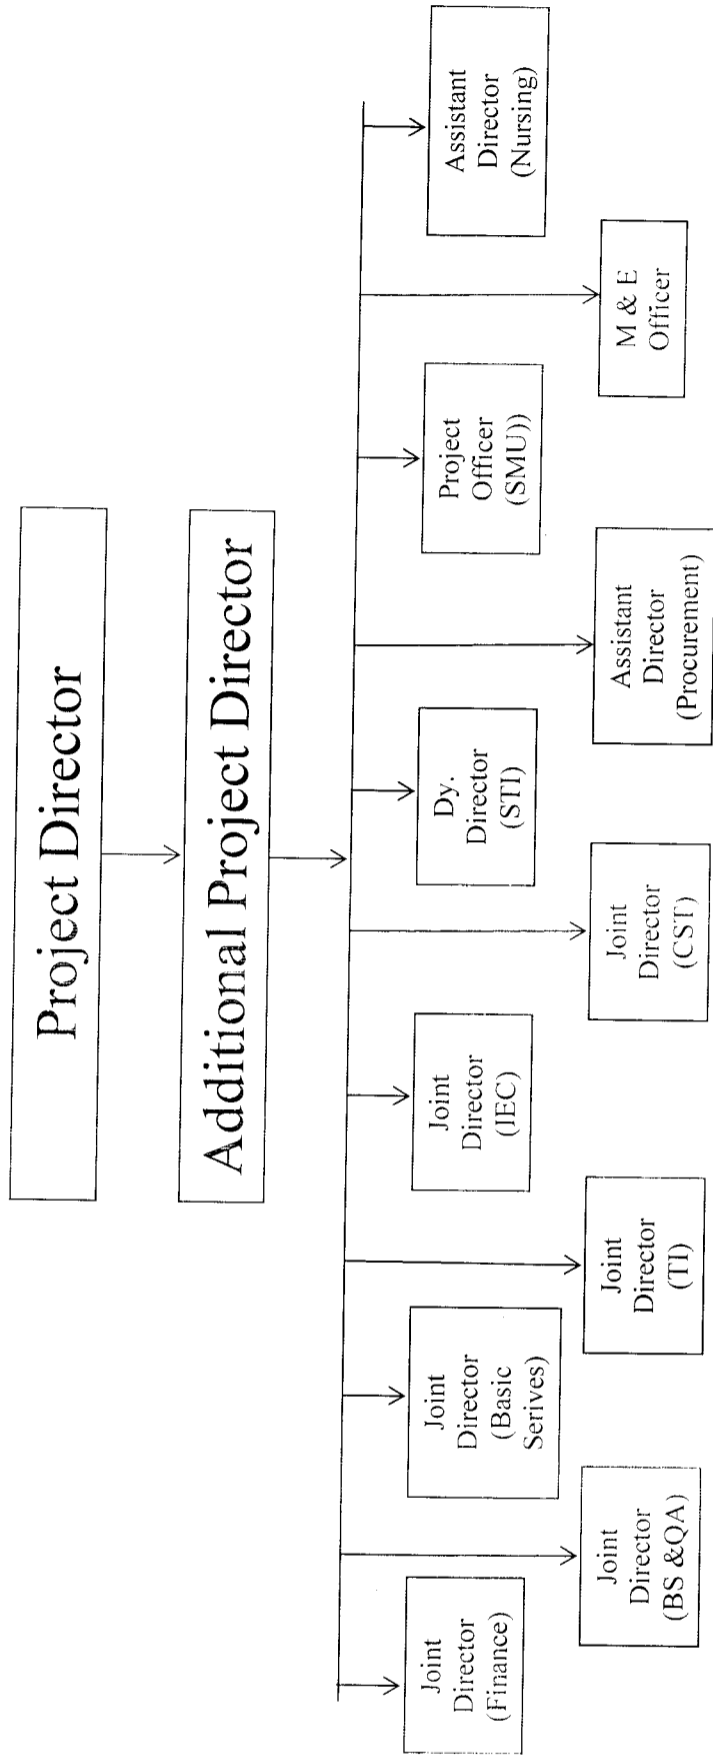 Project Director
Additional Project Director
Joint
Director
(Finance)
Joint
Director
(BS &QA)
Joint
Director
(Basic
Serives)
Joint
Director
(TI)
Joint
Director
(IEC)
Joint
Director
(CST)
Dy.
Director
(STI)
Assistant
Director
(Procurement)
Project
Officer
(SMU))
M & E
Officer
Assistant
Director
(Nursing)